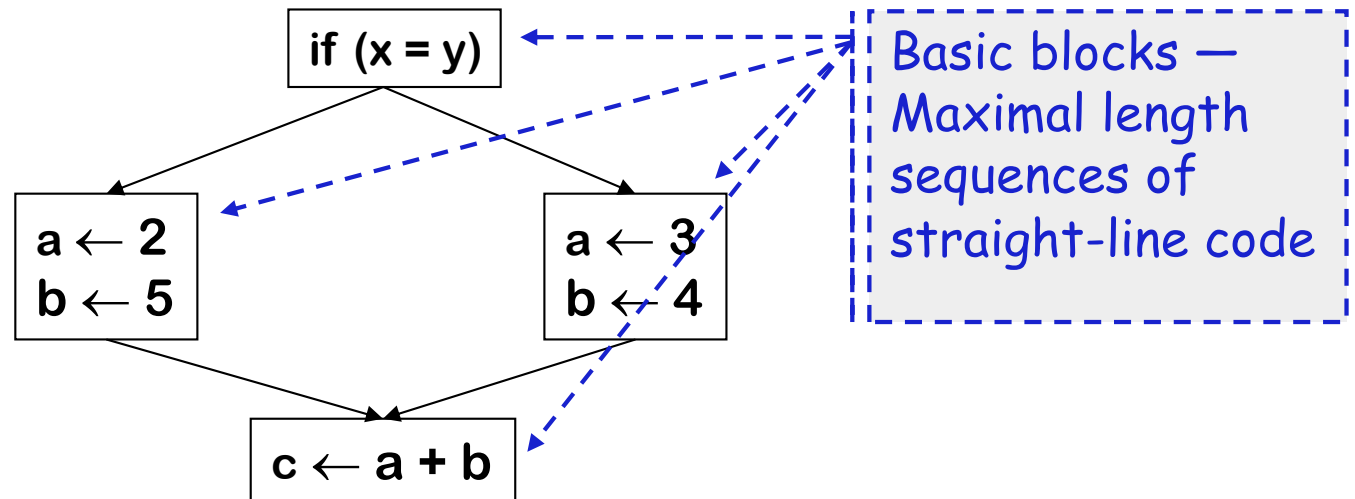 if (x = y)
Basic blocks —
Maximal length
sequences of
straight-line code
a ← 2
b ← 5
a ← 3
b ← 4
c ← a + b